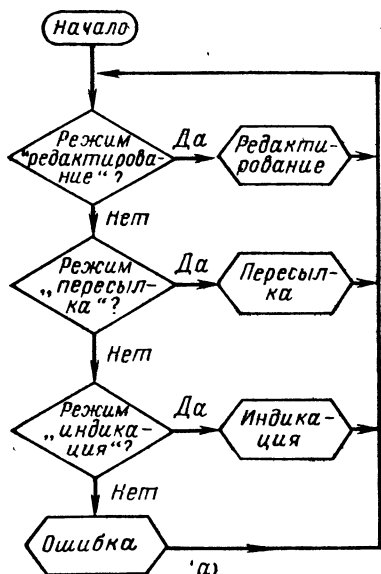 Начало
Режим
"редактирова-
ние"?
Да
Редакти-
рование
Нет
Режим
„пересыл-
ка“?
Да
Пересыл-
ка
Нет
Режим
„индика-
ция“?
Да
Индика-
ция
Нет
Ошибка
а)